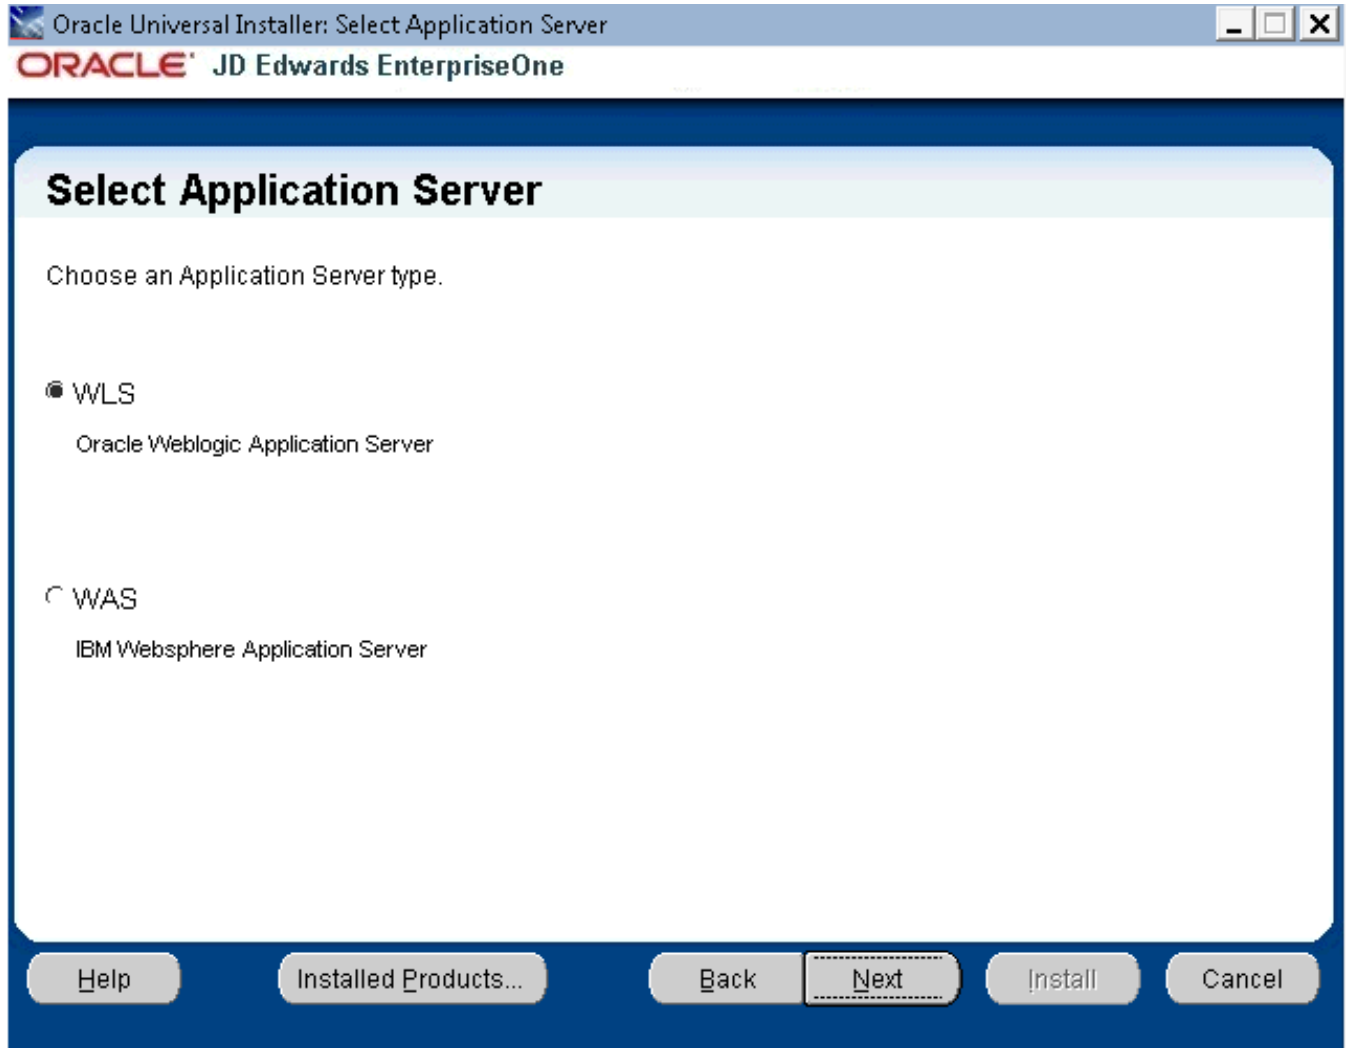 Oracle Universal Installer: Select Application Server
ORACLE JD Edwards EnterpriseOne
Select Application Server
Choose an Application Server type.
WLS
Oracle Weblogic Application Server
WAS
IBM Websphere Application Server
Help Installed Products... Back Next Install Cancel